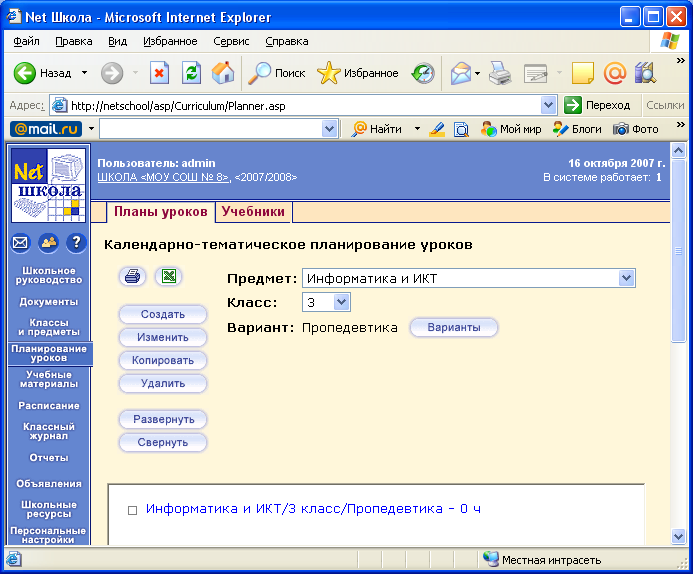 Net Школа - Microsoft Internet Explorer
Файл Правка Вид Избранное Сервис Справка
Назад Поиск Избранное
Адрес: http://netschool/asp/Curriculum/Planner.asp Переход Ссылки
@mail.ru Найти Мой мир Блоги Фото
Net
школа
Пользователь: admin 16 октября 2007 г.
ШКОЛА <МОУ СОШ № 8>, <2007/2008> В системе работает: 1
Планы уроков Учебники
Календарно-тематическое планирование уроков
Предмет: Информатика и ИКТ
Класс: 3
Вариант: Пропедевтика Варианты
Создать
Изменить
Копировать
Удалить
Развернуть
Свернуть
Школьное
руководство
Документы
Классы
и предметы
Планирование
уроков
Учебные
материалы
Расписание
Классный
журнал
Отчеты
Объявления
Школьные
ресурсы
Персональные
настройки
Информатика и ИКТ/3 класс/Пропедевтика - 0 ч
Местная интрасеть